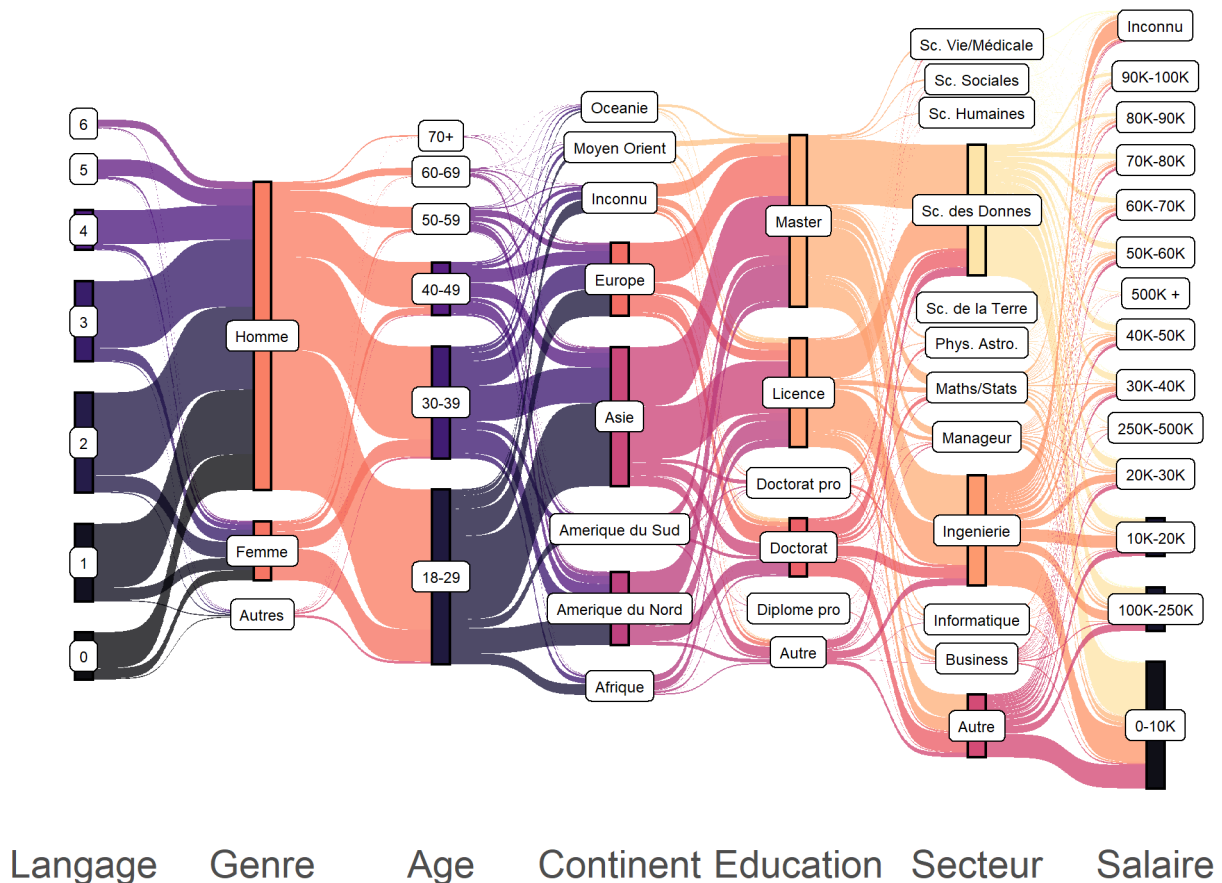 6
5
4
3
2
1
0
Homme
Femme
Autres
70+
60-69
50-59
40-49
30-39
18-29
Oceanie
Moyen Orient
Inconnu
Europe
Asie
Amerique du Sud
Amerique du Nord
Afrique
Master
Licence
Doctorat pro
Doctorat
Diplome pro
Autre
Sc. Vie/Médicale
Sc. Sociales
Sc. Humaines
Sc. des Donnes
Sc. de la Terre
Phys. Astro.
Maths/Stats
Manageur
Ingenierie
Informatique
Business
Autre
Inconnu
90K-100K
80K-90K
70K-80K
60K-70K
50K-60K
500K +
40K-50K
30K-40K
250K-500K
20K-30K
10K-20K
100K-250K
0-10K
Langage Genre Age Continent Education Secteur Salaire